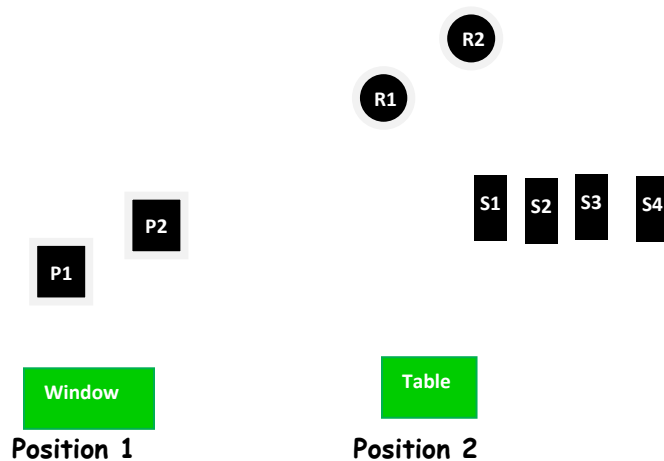 R2
R1
S1
S2
S3
S4
P2
P1
Window
Table
Position 1
Position 2